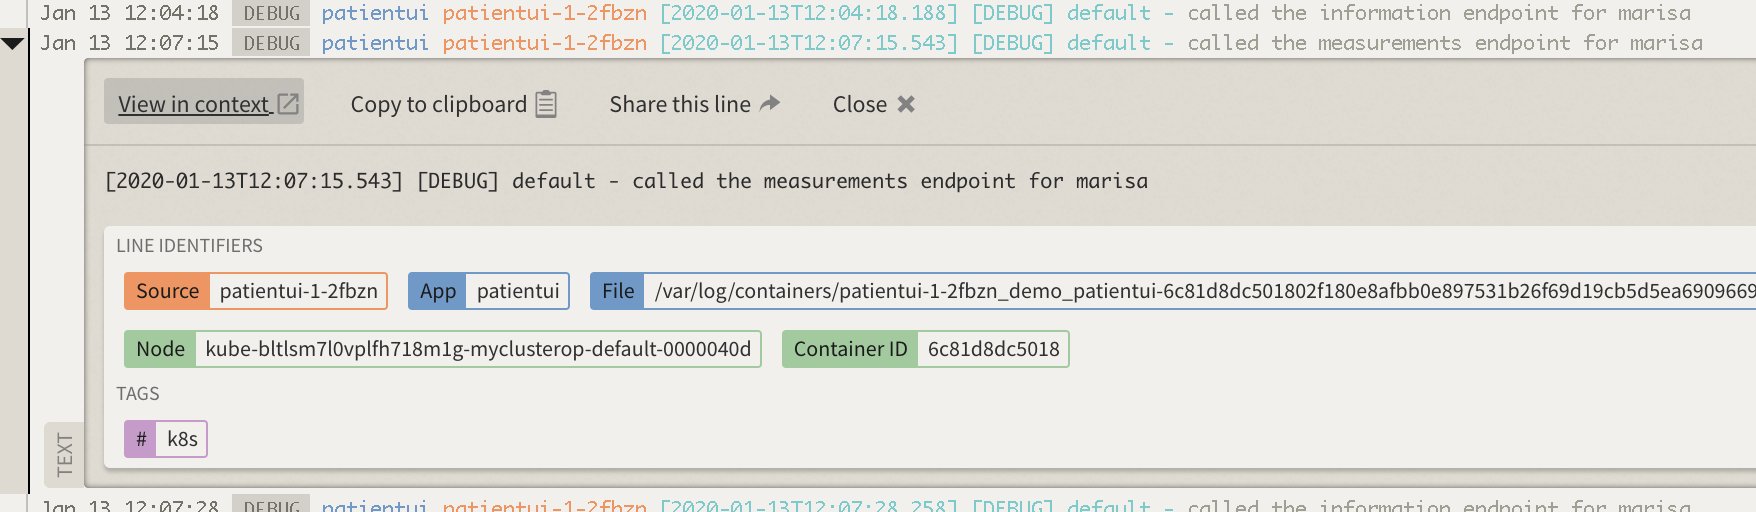 Jan 13 12:04:18 DEBUG patientui patientui-1-2fbzn [2020-01-13T12:04:18.188] [DEBUG] default - called the information endpoint for marisa
Jan 13 12:07:15 DEBUG patientui patientui-1-2fbzn [2020-01-13T12:07:15.543] [DEBUG] default - called the measurements endpoint for marisa
View in context Copy to clipboard Share this line Close
[2020-01-13T12:07:15.543] [DEBUG] default - called the measurements endpoint for marisa
LINE IDENTIFIERS
Source patientui-1-2fbzn App patientui File /var/log/containers/patientui-1-2fbzn_demo_patientui-6c81d8dc501802f180e8afbb0e897531b26f69d19cb5d5ea6909669
Node kube-bltlsm7l0vplfh718m1g-myclusterop-default-0000040d Container ID 6c81d8dc5018
TAGS
# k8s
TEXT
Jan 13 12:07:28 DEBUG patientui patientui-1-2fbzn [2020-01-13T12:07:28.258] [DEBUG] default - called the information endpoint for marisa